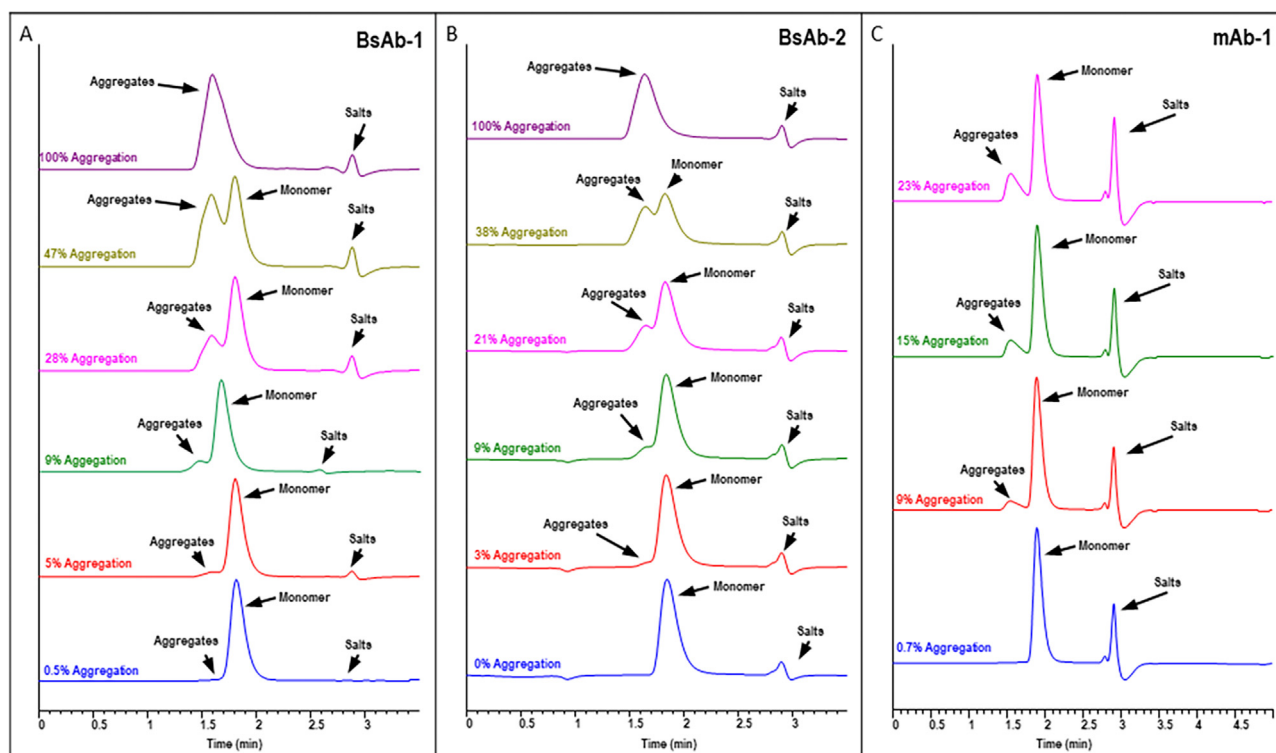 A
BsAb-1
Aggregates
Salts
100% Aggregation
Aggregates
Monomer
Salts
47% Aggregation
Monomer
Aggregates
Salts
28% Aggregation
Monomer
Aggregates
Salts
9% Aggegation
Monomer
Aggregates
Salts
5% Aggregation
Monomer
Aggregates
Salts
0.5% Aggregation
0 0.5 1 1.5 2 2.5 3
Time (min)
B
BsAb-2
Aggregates
Salts
100% Aggregation
Monomer
Aggregates
Salts
38% Aggregation
Monomer
Aggregates
Salts
21% Aggregation
Monomer
Aggregates
Salts
9% Aggregation
Monomer
Aggregates
Salts
3% Aggregation
Monomer
Salts
0% Aggregation
0 0.5 1 1.5 2 2.5 3 3.5
Time (min)
C
mAb-1
Monomer
Salts
Aggregates
23% Aggregation
Monomer
Salts
Aggregates
15% Aggregation
Monomer
Salts
Aggregates
9% Aggregation
Monomer
Salts
0.7% Aggregation
0 0.5 1 1.5 2 2.5 3 3.5 4 4.5
Time (min)